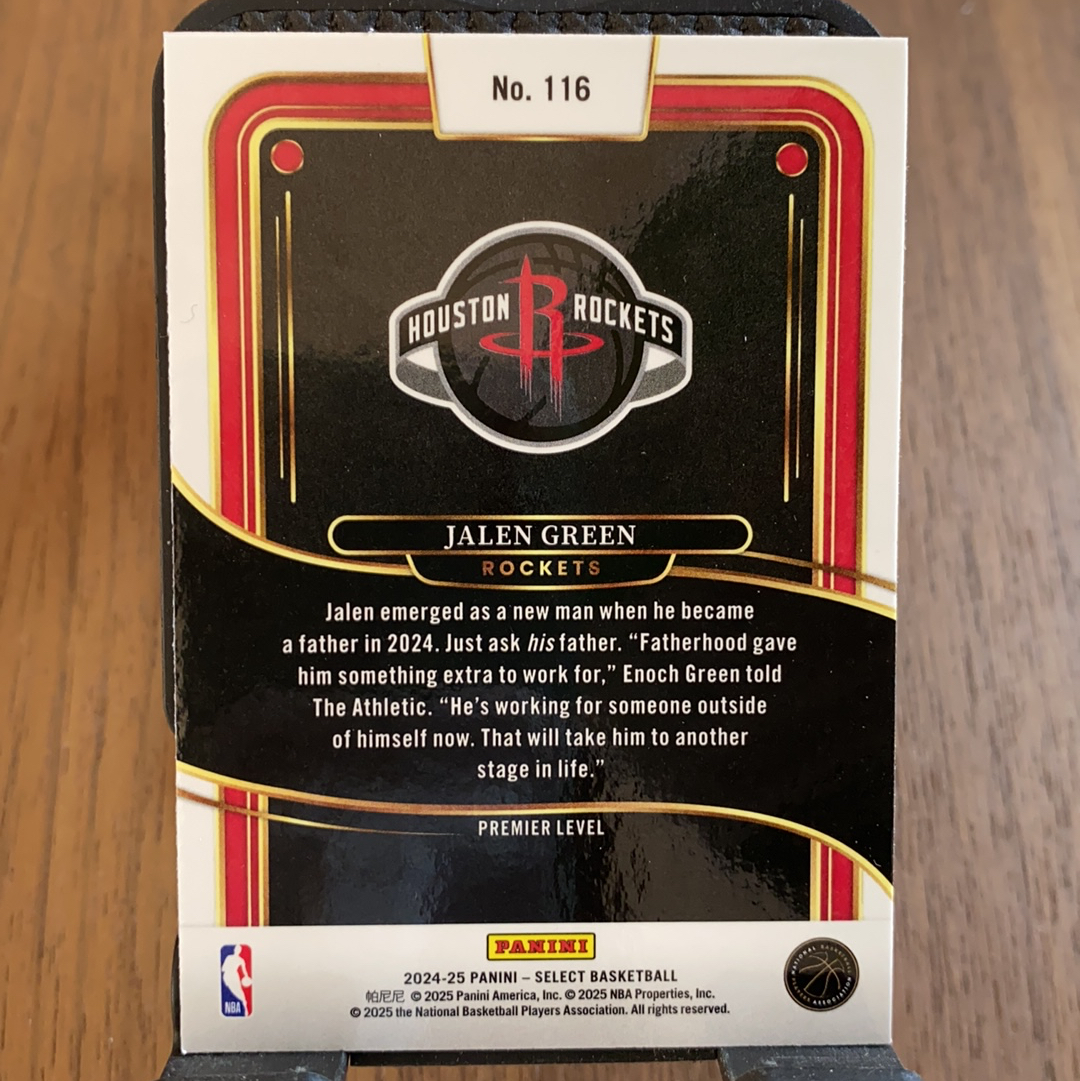 No. 116
HOUSTON ROCKETS
JALEN GREEN
ROCKETS
Jalen emerged as a new man when he became
a father in 2024. Just ask his father. “Fatherhood gave
him something extra to work for,” Enoch Green told
The Athletic. “He’s working for someone outside
of himself now. That will take him to another
stage in life.”
PREMIER LEVEL
PANINI
2024-25 PANINI – SELECT BASKETBALL
帕尼尼 © 2025 Panini America, Inc. © 2025 NBA Properties, Inc.
© 2025 the National Basketball Players Association. All rights reserved.
NBA
NATIONAL BASKETBALL PLAYERS ASSOCIATION